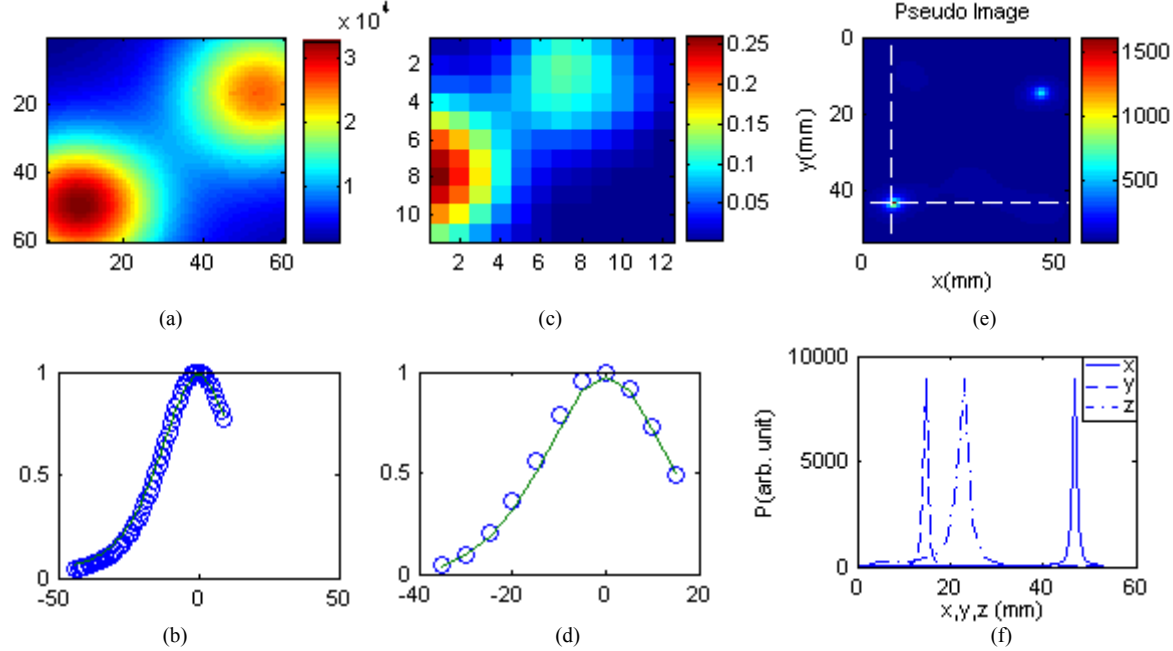 x 10⁴
3
2
1
20
40
60
20 40 60
(a)
0.25
0.20
0.15
0.10
0.05
2
4
6
8
10
2 4 6 8 10 12
(c)
Pseudo Image
0
20
40
y(mm)
0 50
x(mm)
1500
1000
500
(e)
1
0.5
0
-50 0 50
(b)
1
0.5
0
-40 -20 0 20
(d)
10000
5000
0
P(arb. unit)
x
y
z
0 20 40 60
x,y,z (mm)
(f)